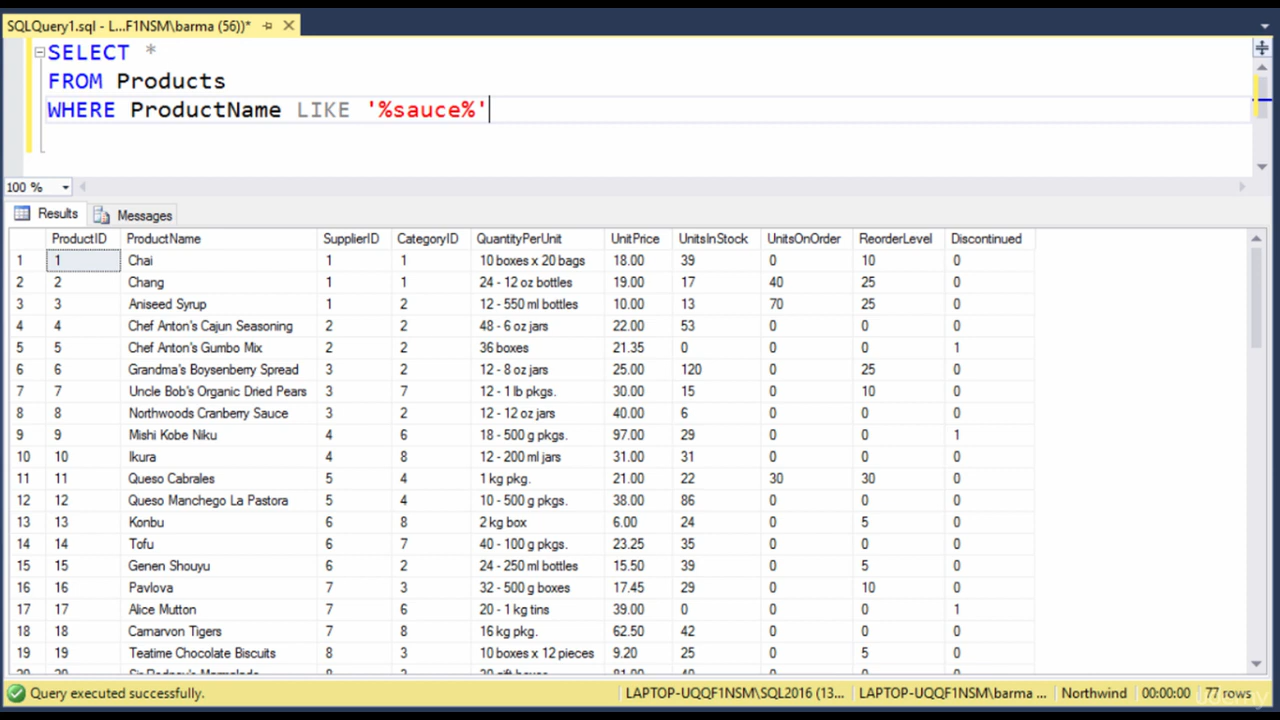 SQLQuery1.sql - L...F1NSM\barma (56))*
SELECT *
FROM Products
WHERE ProductName LIKE '%sauce%'
100 %
Results Messages
ProductID ProductName SupplierID CategoryID QuantityPerUnit UnitPrice UnitsInStock UnitsOnOrder ReorderLevel Discontinued
1 1 Chai 1 1 10 boxes x 20 bags 18.00 39 0 10 0
2 2 Chang 1 1 24 - 12 oz bottles 19.00 17 40 25 0
3 3 Aniseed Syrup 1 2 12 - 550 ml bottles 10.00 13 70 25 0
4 4 Chef Anton's Cajun Seasoning 2 2 48 - 6 oz jars 22.00 53 0 0 0
5 5 Chef Anton's Gumbo Mix 2 2 36 boxes 21.35 0 0 0 1
6 6 Grandma's Boysenberry Spread 3 2 12 - 8 oz jars 25.00 120 0 25 0
7 7 Uncle Bob's Organic Dried Pears 3 7 12 - 1 lb pkgs. 30.00 15 0 10 0
8 8 Northwoods Cranberry Sauce 3 2 12 - 12 oz jars 40.00 6 0 0 0
9 9 Mishi Kobe Niku 4 6 18 - 500 g pkgs. 97.00 29 0 0 1
10 10 Ikura 4 8 12 - 200 ml jars 31.00 31 0 0 0
11 11 Queso Cabrales 5 4 1 kg pkg. 21.00 22 30 30 0
12 12 Queso Manchego La Pastora 5 4 10 - 500 g pkgs. 38.00 86 0 0 0
13 13 Konbu 6 8 2 kg box 6.00 24 0 5 0
14 14 Tofu 6 7 40 - 100 g pkgs. 23.25 35 0 0 0
15 15 Genen Shouyu 6 2 24 - 250 ml bottles 15.50 39 0 5 0
16 16 Pavlova 7 3 32 - 500 g boxes 17.45 29 0 10 0
17 17 Alice Mutton 7 6 20 - 1 kg tins 39.00 0 0 0 1
18 18 Carnarvon Tigers 7 8 16 kg pkg. 62.50 42 0 0 0
19 19 Teatime Chocolate Biscuits 8 3 10 boxes x 12 pieces 9.20 25 0 5 0
Query executed successfully. LAPTOP-UQQF1NSM\SQL2016 (13... LAPTOP-UQQF1NSM\barma ... Northwind 00:00:00 77 rows